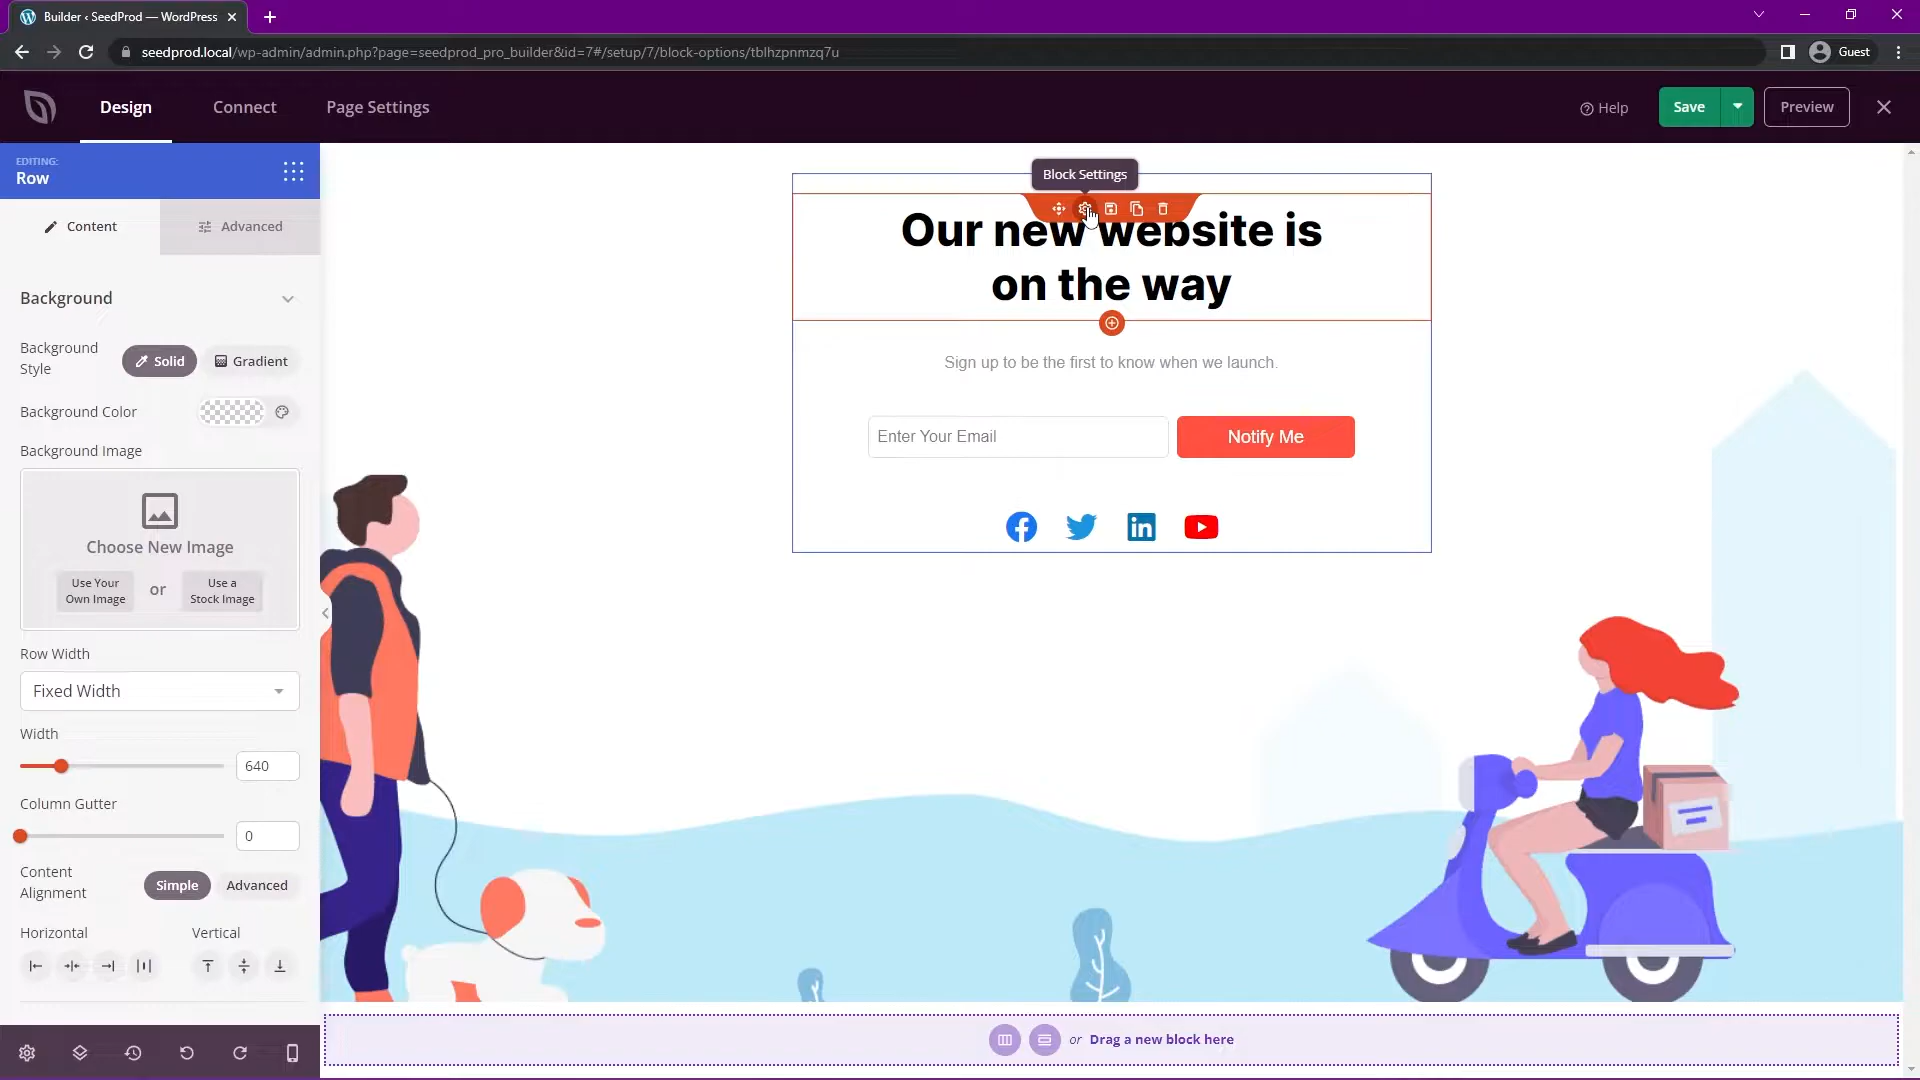 Builder ‹ SeedProd — WordPress
seedprod.local/wp-admin/admin.php?page=seedprod_pro_builder&id=7#/setup/7/block-options/tblhzpnmzq7u
Guest
Design
Connect
Page Settings
Help
Save
Preview
EDITING:
Row
Content
Advanced
Background
Background
Style
Solid
Gradient
Background Color
Background Image
Choose New Image
Use Your
Own Image
or
Use a
Stock Image
Row Width
Fixed Width
Width
640
Column Gutter
0
Content
Alignment
Simple
Advanced
Horizontal
Vertical
Block Settings
Our new website is
on the way
Sign up to be the first to know when we launch.
Enter Your Email
Notify Me
or Drag a new block here